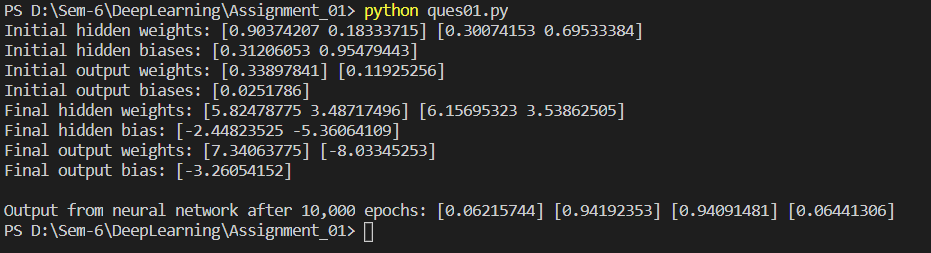 PS D:\Sem-6\DeepLearning\Assignment_01> python ques01.py
Initial hidden weights: [0.90374207 0.18333715] [0.30074153 0.69533384]
Initial hidden biases: [0.31206053 0.95479443]
Initial output weights: [0.33897841] [0.11925256]
Initial output biases: [0.0251786]
Final hidden weights: [5.82478775 3.48717496] [6.15695323 3.53862505]
Final hidden bias: [-2.44823525 -5.36064109]
Final output weights: [7.34063775] [-8.03345253]
Final output bias: [-3.26054152]
Output from neural network after 10,000 epochs: [0.06215744] [0.94192353] [0.94091481] [0.06441306]
PS D:\Sem-6\DeepLearning\Assignment_01>